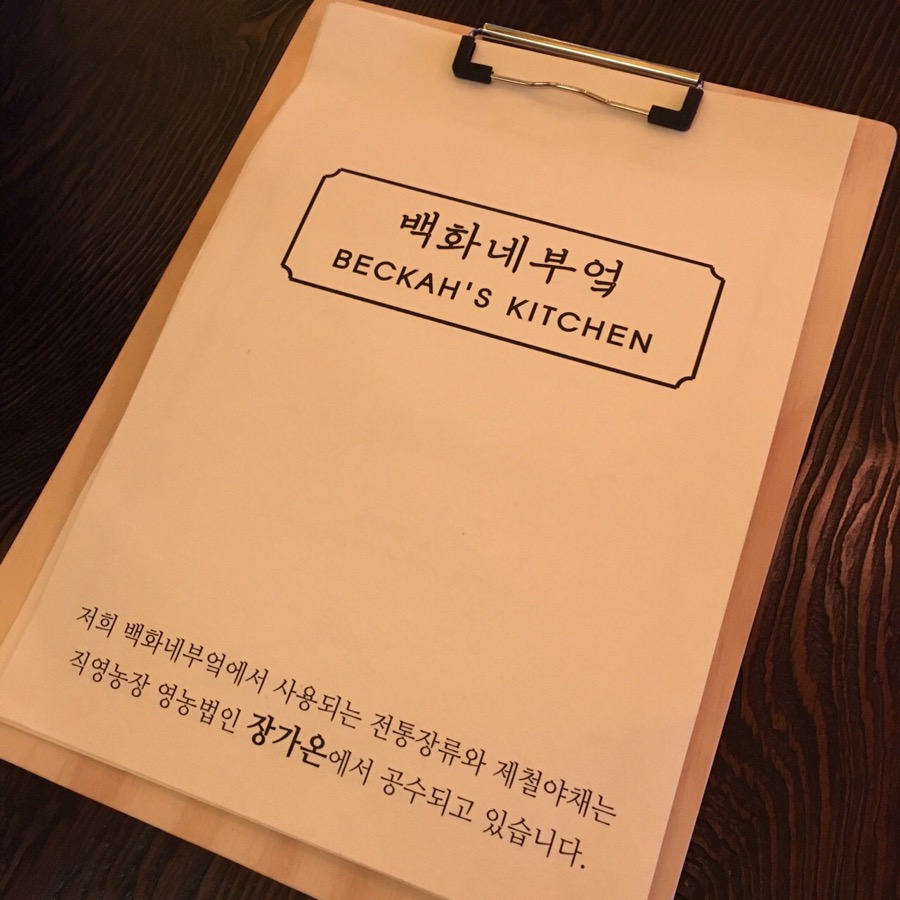 백화네부엌
BECKAH'S KITCHEN
저희 백화네부엌에서 사용되는 전통장류와 제철야채는
직영농장 영농법인 장가온에서 공수되고 있습니다.